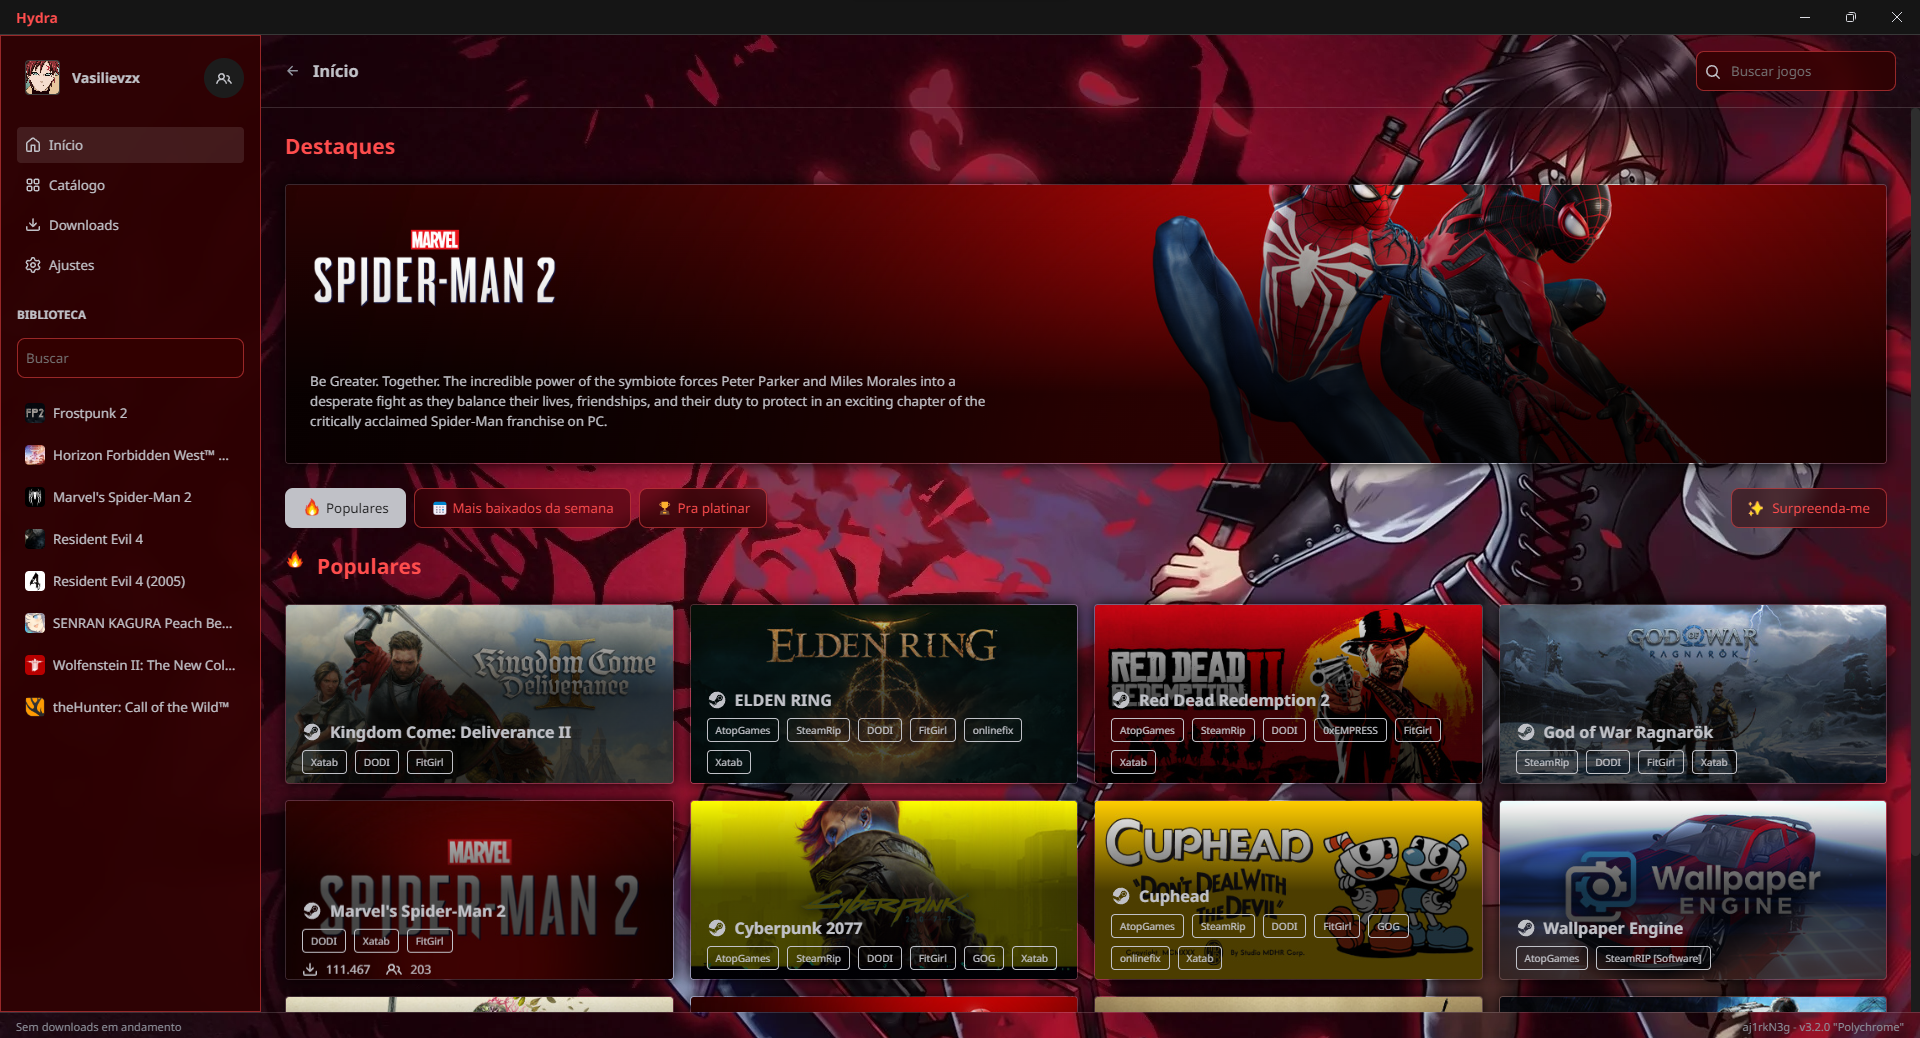 Hydra
Vasilievzx
Início
Catálogo
Downloads
Ajustes
BIBLIOTECA
Buscar
Frostpunk 2
Horizon Forbidden West™ ...
Marvel's Spider-Man 2
Resident Evil 4
Resident Evil 4 (2005)
SENRAN KAGURA Peach Be...
Wolfenstein II: The New Col...
theHunter: Call of the Wild™
Início
Buscar jogos
Destaques
MARVEL
SPIDER-MAN 2
Be Greater. Together. The incredible power of the symbiote forces Peter Parker and Miles Morales into a
desperate fight as they balance their lives, friendships, and their duty to protect in an exciting chapter of the
critically acclaimed Spider-Man franchise on PC.
Populares
Mais baixados da semana
Pra platinar
Surpreenda-me
Populares
Kingdom Come
Deliverance
II
Kingdom Come: Deliverance II
Xatab DODI FitGirl
ELDEN RING
ELDEN RING
AtopGames SteamRip DODI FitGirl onlinefix
Xatab
RED DEAD
REDEMPTION II
Red Dead Redemption 2
AtopGames SteamRip DODI 0xEMPRESS FitGirl
Xatab
GOD OF WAR
RAGNARÖK
God of War Ragnarök
SteamRip DODI FitGirl Xatab
MARVEL
SPIDER-MAN 2
Marvel's Spider-Man 2
DODI Xatab FitGirl
111.467 203
Cyberpunk
Cyberpunk 2077
AtopGames SteamRip DODI FitGirl GOG Xatab
CUPHEAD
"DON'T DEAL WITH
THE DEVIL"
Cuphead
AtopGames SteamRip DODI FitGirl GOG
onlinefix Xatab
By Studio MDHR Corp.
Wallpaper
ENGINE
Wallpaper Engine
AtopGames SteamRIP [Software]
Sem downloads em andamento
aj1rkN3g - v3.2.0 "Polychrome"